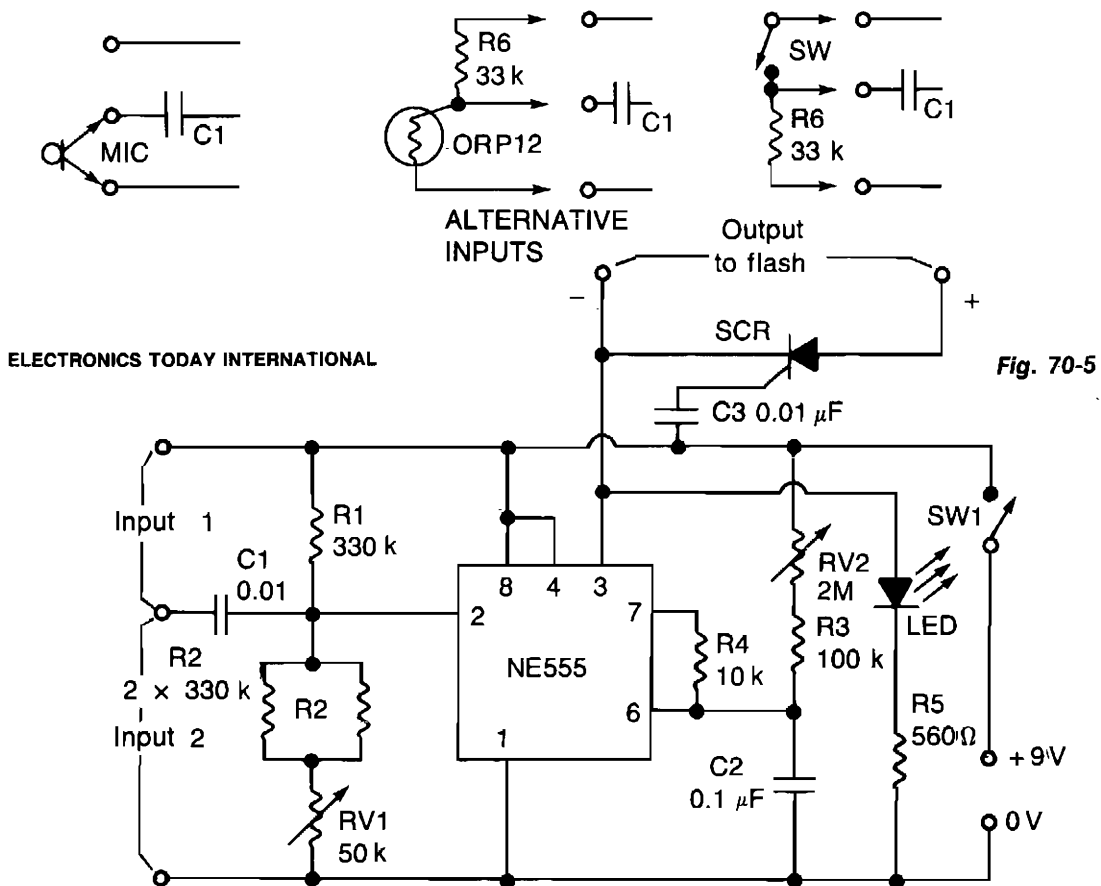 R6
33 k
C1
MIC
ORP12
C1
SW
R6
33 k
C1
ALTERNATIVE
INPUTS
Output
to flash
−
+
SCR
ELECTRONICS TODAY INTERNATIONAL
Fig. 70-5
C3 0.01 μF
Input 1
R1
330 k
C1
0.01
8
4
3
2
7
6
1
NE555
RV2
2M
SW1
LED
R4
10 k
R3
100 k
R2
2 × 330 k
R2
Input 2
R5
560Ω
C2
0.1 μF
+9V
0V
RV1
50 k